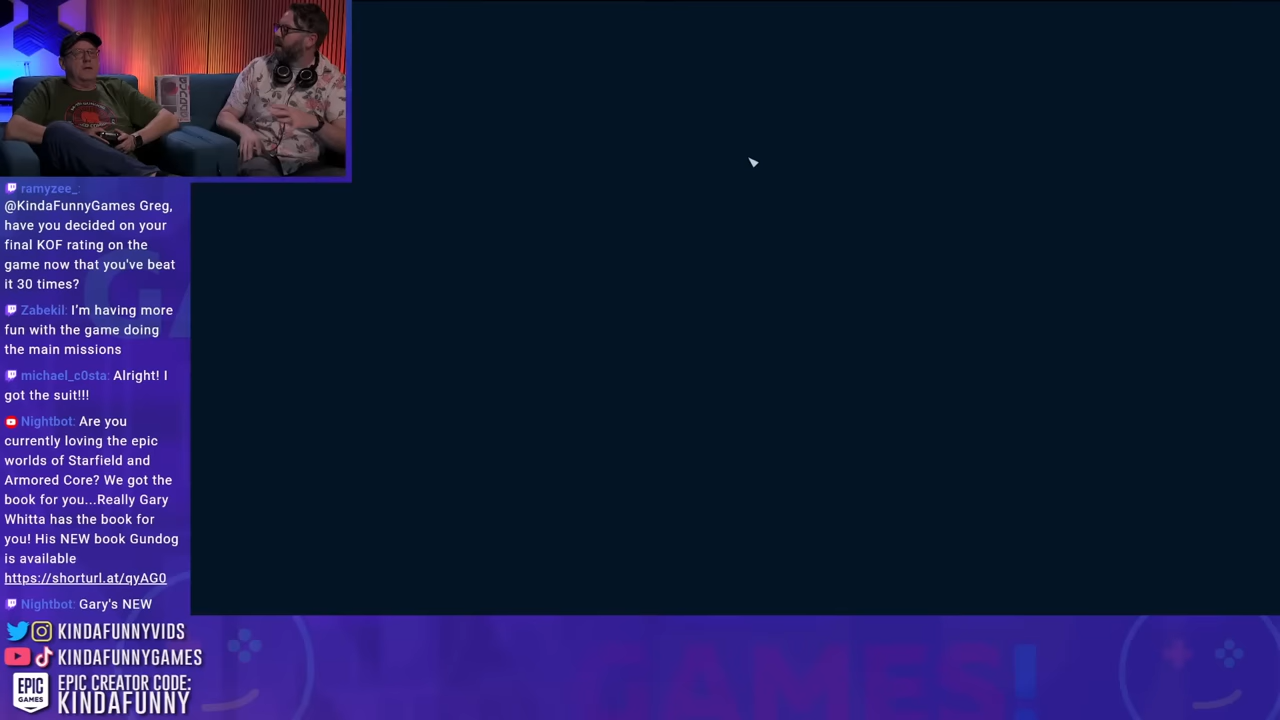 ramyzee_:
@KindaFunnyGames Greg,
have you decided on your
final KOF rating on the
game now that you've beat
it 30 times?
Zabekil: I'm having more
fun with the game doing
the main missions
michael_c0sta: Alright! I
got the suit!!!
Nightbot: Are you
currently loving the epic
worlds of Starfield and
Armored Core? We got the
book for you...Really Gary
Whitta has the book for
you! His NEW book Gundog
is available
https://shorturl.at/qyAG0
Nightbot: Gary's NEW
KINDAFUNNYVIDS
KINDAFUNNYGAMES
EPIC GAMES
EPIC CREATOR CODE:
KINDAFUNNY
GAMES!